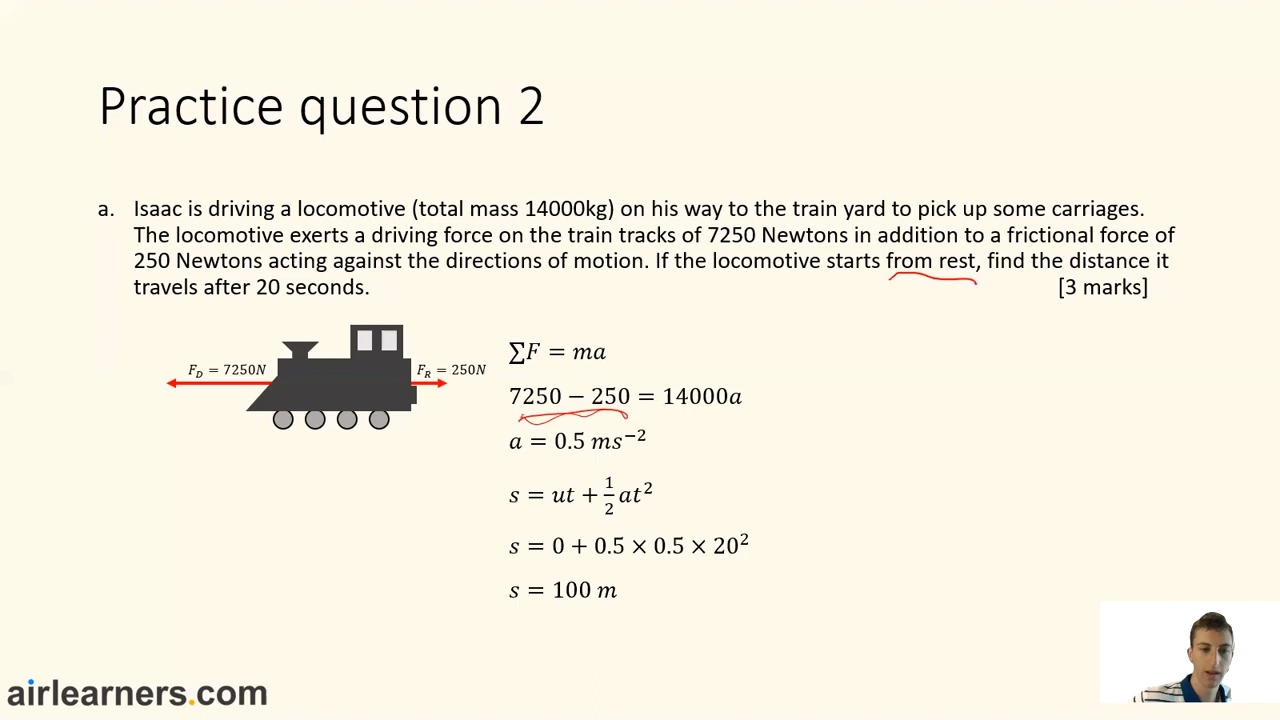 Practice question 2
a. Isaac is driving a locomotive (total mass 14000kg) on his way to the train yard to pick up some carriages.
The locomotive exerts a driving force on the train tracks of 7250 Newtons in addition to a frictional force of
250 Newtons acting against the directions of motion. If the locomotive starts from rest, find the distance it
travels after 20 seconds. [3 marks]
F_D = 7250N
F_R = 250N
∑F = ma
7250 − 250 = 14000a
a = 0.5 ms⁻²
s = ut + 1/2 at²
s = 0 + 0.5 × 0.5 × 20²
s = 100 m
airlearners.com